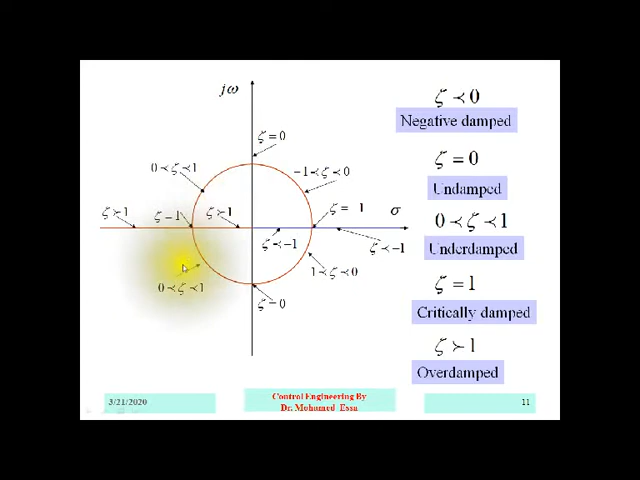 jω
ζ = 0
0 ≺ ζ ≺ 1
-1 ≺ ζ ≺ 0
ζ ≻ 1
ζ - 1
ζ ≻ 1
ζ = 1
σ
ζ ≺ -1
ζ ≺ -1
0 ≺ ζ ≺ 1
1 ≺ ζ ≺ 0
ζ = 0
ζ ≺ 0
Negative damped
ζ = 0
Undamped
0 ≺ ζ ≺ 1
Underdamped
ζ = 1
Critically damped
ζ ≻ 1
Overdamped
3/21/2020
Control Engineering By
Dr. Mohamed Essa
11